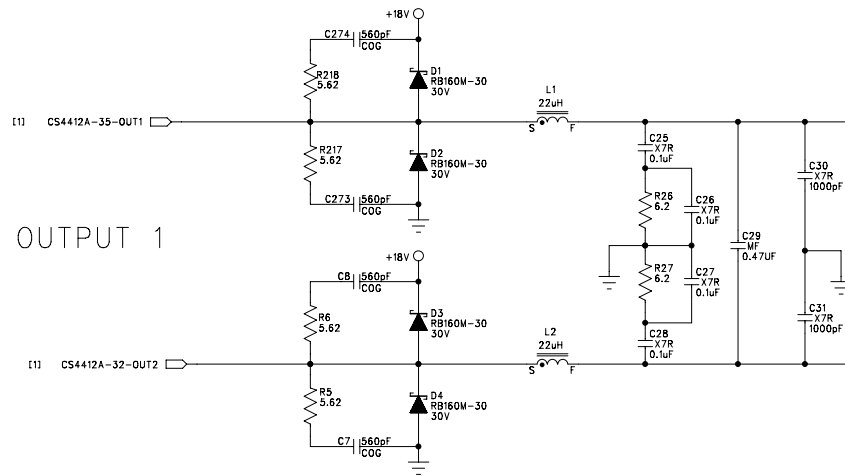 +18V
C274 560pF
COG
R218
5.62
D1
RB160M-30
30V
L1
22uH
S F
[1] CS4412A-35-OUT1
R217
5.62
D2
RB160M-30
30V
C273 560pF
COG
C25
X7R
0.1uF
R26
6.2
C26
X7R
0.1uF
C30
X7R
1000pF
OUTPUT 1
C29
MF
0.47UF
+18V
C8 560pF
COG
R27
6.2
C27
X7R
0.1uF
R6
5.62
D3
RB160M-30
30V
L2
22uH
S F
C28
X7R
0.1uF
C31
X7R
1000pF
[1] CS4412A-32-OUT2
R5
5.62
D4
RB160M-30
30V
C7 560pF
COG